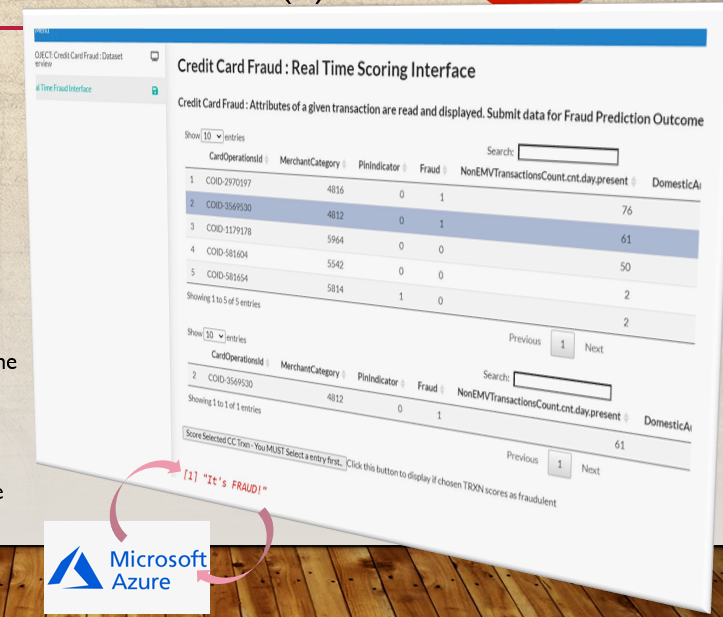 Menu
OJECT: Credit Card Fraud : Dataset
erview
al Time Fraud Interface
Credit Card Fraud : Real Time Scoring Interface
Credit Card Fraud : Attributes of a given transaction are read and displayed. Submit data for Fraud Prediction Outcome
Show 10 entries
Search:
CardOperationsId MerchantCategory PinIndicator Fraud NonEMVTransactionsCount.cnt.day.present DomesticA
1 COID-2970197 4816 0 1 76
2 COID-3569530 4812 0 1 61
3 COID-1179178 5964 0 0 50
4 COID-581604 5542 0 0 2
5 COID-581654 5814 1 0 2
Showing 1 to 5 of 5 entries
Previous 1 Next
Show 10 entries
Search:
CardOperationsId MerchantCategory PinIndicator Fraud NonEMVTransactionsCount.cnt.day.present DomesticA
2 COID-3569530 4812 0 1 61
Showing 1 to 1 of 1 entries
Previous 1 Next
Score Selected CC Trxn - You MUST Select a entry first. Click this button to display if chosen TRXN scores as fraudulent
[1] "It's FRAUD!"
Microsoft
Azure